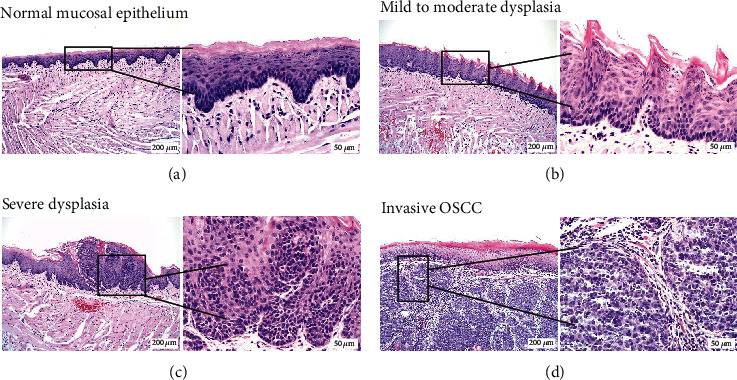 Normal mucosal epithelium
Mild to moderate dysplasia
200 μm
50 μm
200 μm
50 μm
(a)
(b)
Severe dysplasia
Invasive OSCC
200 μm
50 μm
200 μm
50 μm
(c)
(d)